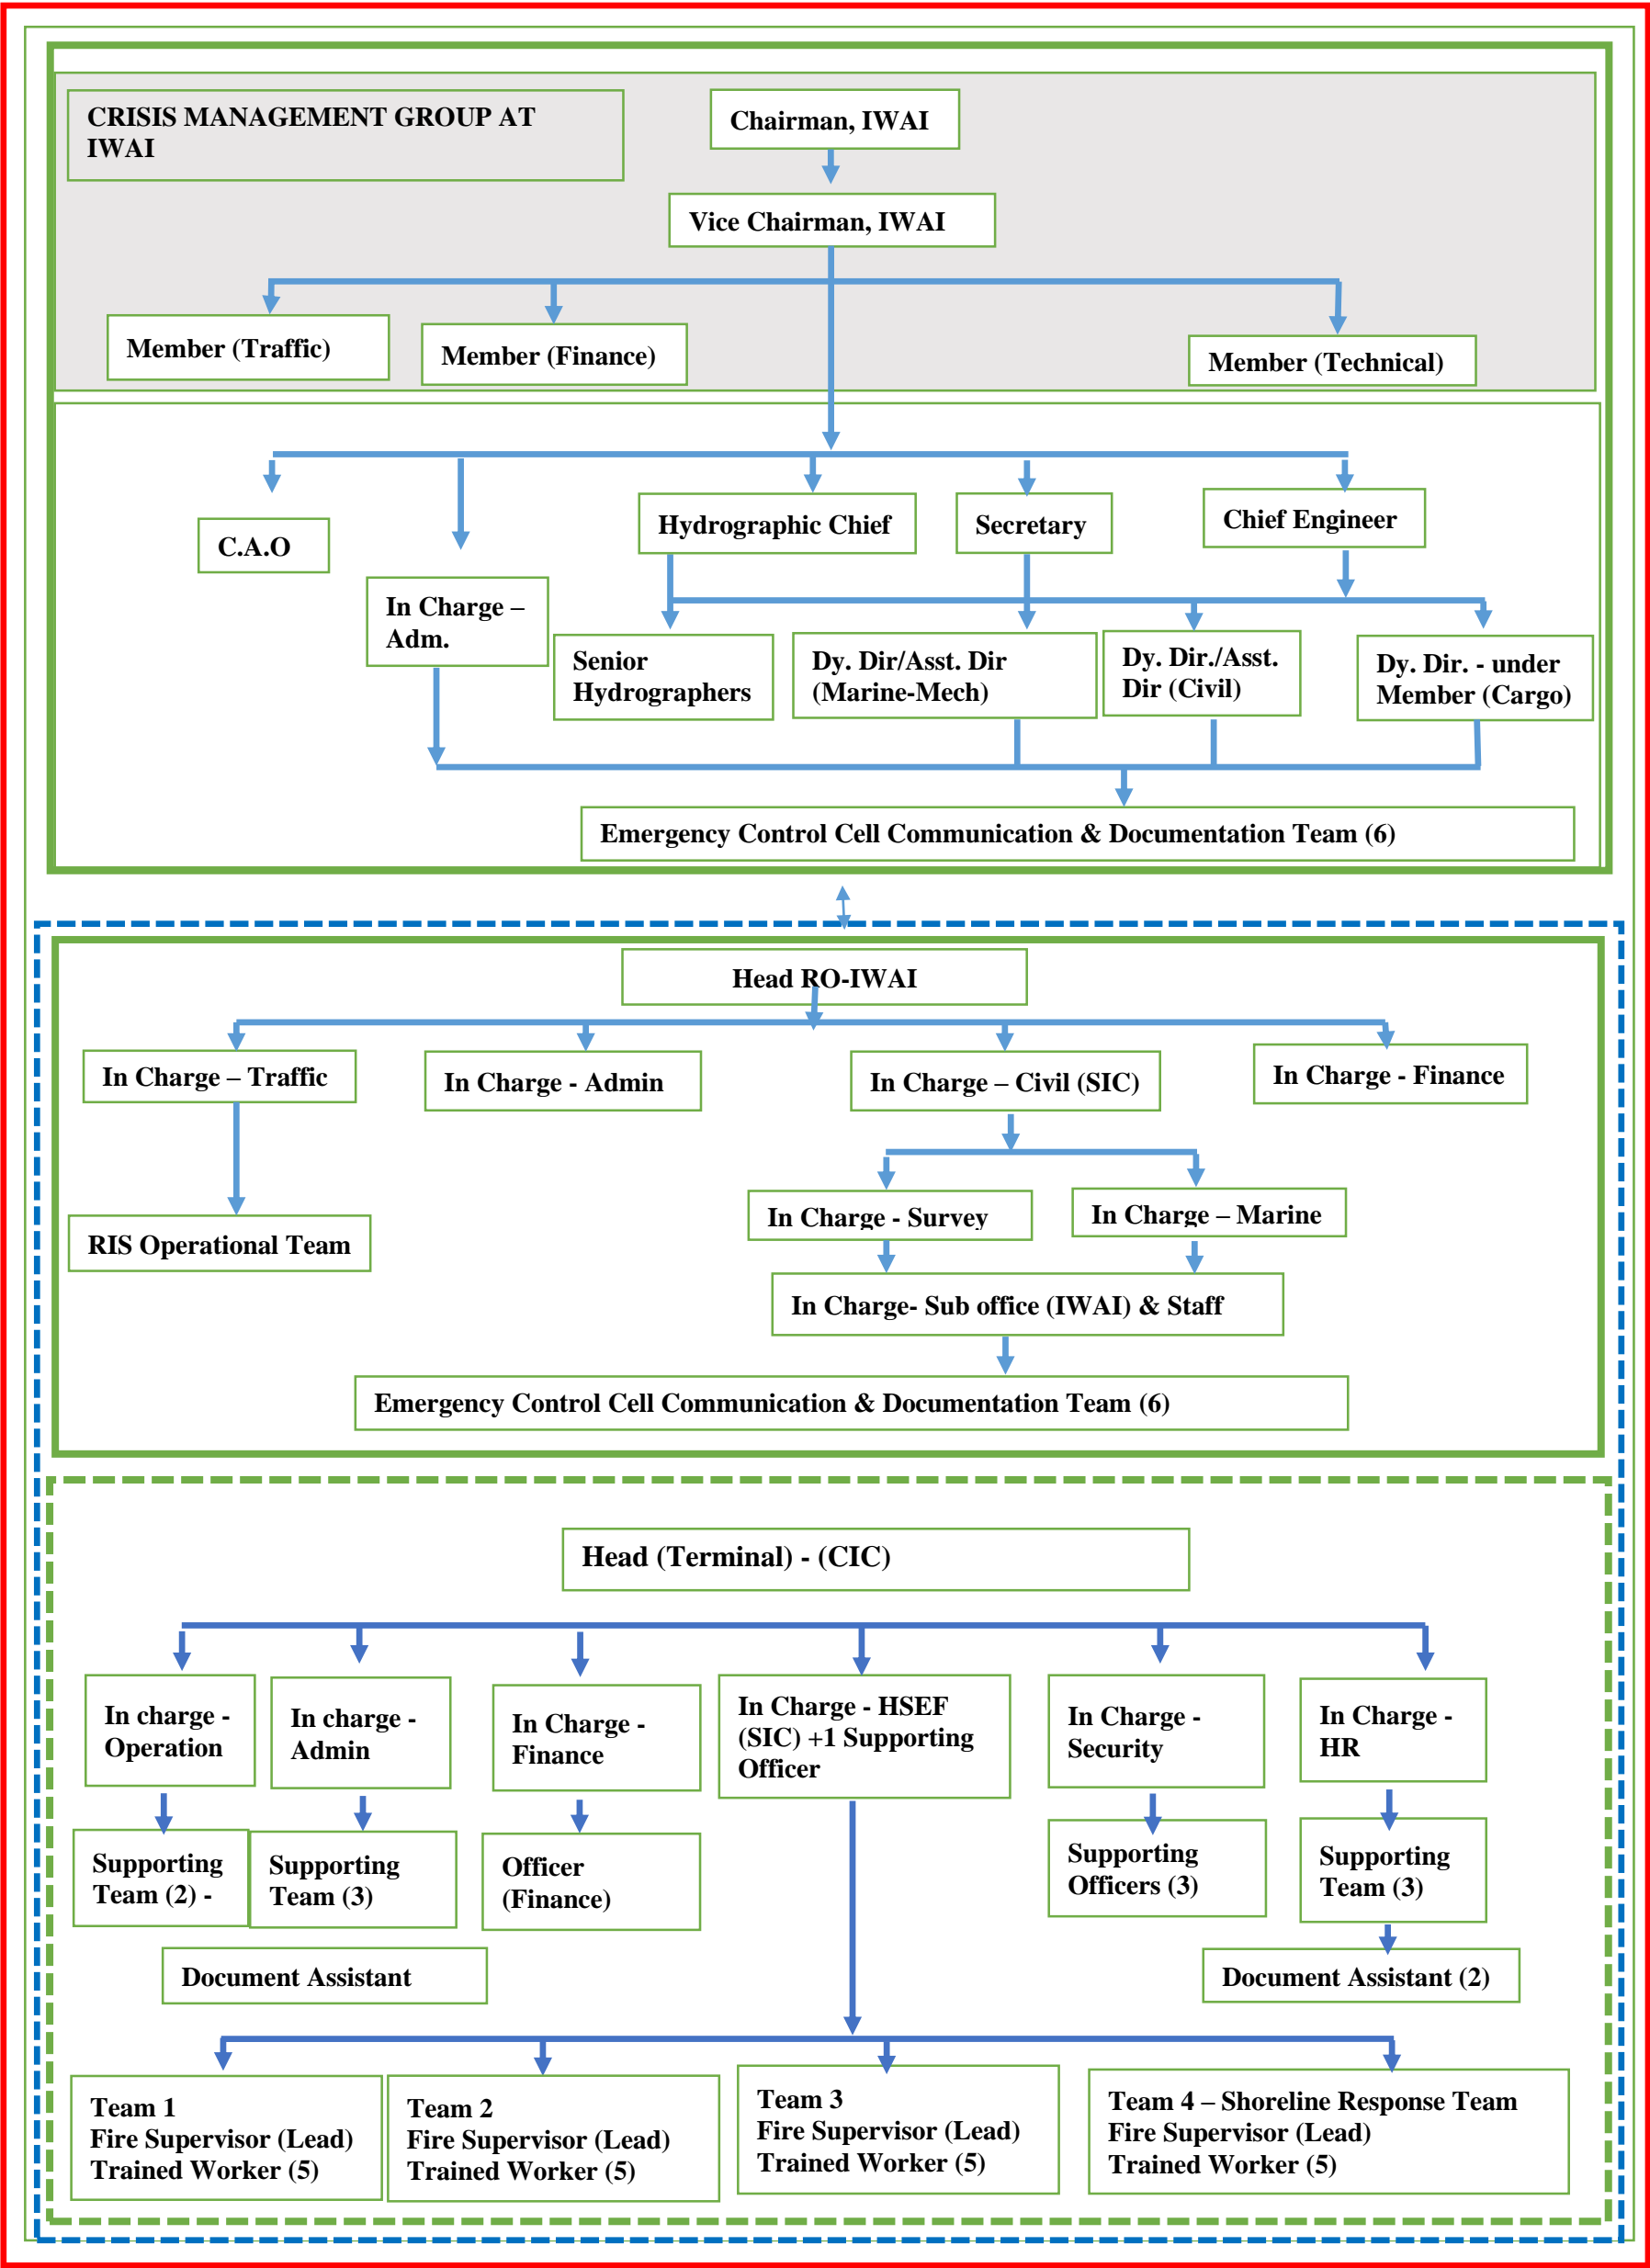 CRISIS MANAGEMENT GROUP AT
IWAI
Chairman, IWAI
Vice Chairman, IWAI
Member (Traffic)
Member (Finance)
Member (Technical)
C.A.O
In Charge –
Adm.
Hydrographic Chief
Secretary
Chief Engineer
Senior
Hydrographers
Dy. Dir/Asst. Dir
(Marine-Mech)
Dy. Dir./Asst.
Dir (Civil)
Dy. Dir. - under
Member (Cargo)
Emergency Control Cell Communication & Documentation Team (6)
Head RO-IWAI
In Charge – Traffic
In Charge - Admin
In Charge – Civil (SIC)
In Charge - Finance
RIS Operational Team
In Charge - Survey
In Charge – Marine
In Charge- Sub office (IWAI) & Staff
Emergency Control Cell Communication & Documentation Team (6)
Head (Terminal) - (CIC)
In charge -
Operation
In charge -
Admin
In Charge -
Finance
In Charge - HSEF
(SIC) +1 Supporting
Officer
In Charge -
Security
In Charge -
HR
Supporting
Team (2) -
Supporting
Team (3)
Officer
(Finance)
Supporting
Officers (3)
Supporting
Team (3)
Document Assistant
Document Assistant (2)
Team 1
Fire Supervisor (Lead)
Trained Worker (5)
Team 2
Fire Supervisor (Lead)
Trained Worker (5)
Team 3
Fire Supervisor (Lead)
Trained Worker (5)
Team 4 – Shoreline Response Team
Fire Supervisor (Lead)
Trained Worker (5)